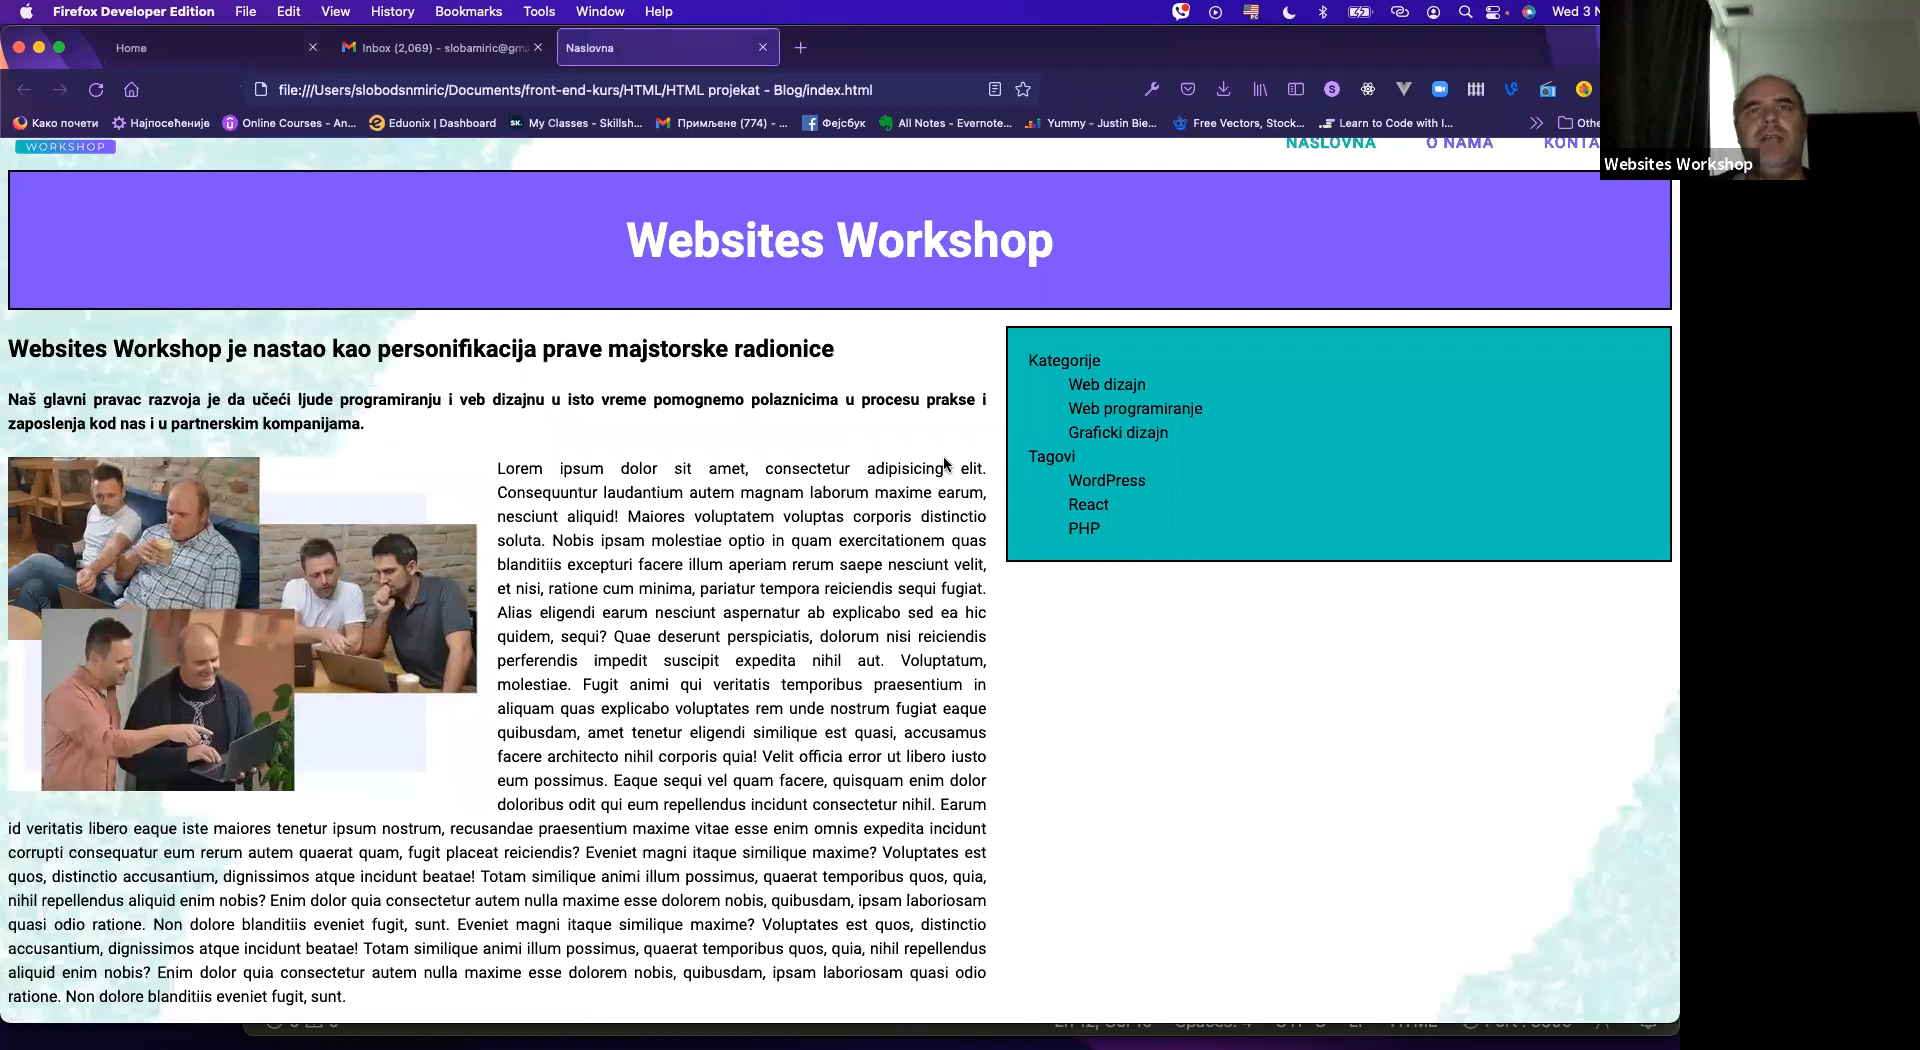 Firefox Developer Edition File Edit View History Bookmarks Tools Window Help Wed 3 N
Home Inbox (2,069) - slobamiric@gma Naslovna
file:///Users/slobodsnmiric/Documents/front-end-kurs/HTML/HTML projekat - Blog/index.html
Како почети Најпосећеније Online Courses - An... Eduonix | Dashboard My Classes - Skillsh... Примљене (774) - ... Фејсбук All Notes - Evernote... Yummy - Justin Bie... Free Vectors, Stock... Learn to Code with I... Othe
WORKSHOP NASLOVNA O NAMA KONTA
Websites Workshop
Websites Workshop
Websites Workshop je nastao kao personifikacija prave majstorske radionice
Naš glavni pravac razvoja je da učeći ljude programiranju i veb dizajnu u isto vreme pomognemo polaznicima u procesu prakse i
zaposlenja kod nas i u partnerskim kompanijama.
Lorem ipsum dolor sit amet, consectetur adipisicing elit.
Consequuntur laudantium autem magnam laborum maxime earum,
nesciunt aliquid! Maiores voluptatem voluptas corporis distinctio
soluta. Nobis ipsam molestiae optio in quam exercitationem quas
blanditiis excepturi facere illum aperiam rerum saepe nesciunt velit,
et nisi, ratione cum minima, pariatur tempora reiciendis sequi fugiat.
Alias eligendi earum nesciunt aspernatur ab explicabo sed ea hic
quidem, sequi? Quae deserunt perspiciatis, dolorum nisi reiciendis
perferendis impedit suscipit expedita nihil aut. Voluptatum,
molestiae. Fugit animi qui veritatis temporibus praesentium in
aliquam quas explicabo voluptates rem unde nostrum fugiat eaque
quibusdam, amet tenetur eligendi similique est quasi, accusamus
facere architecto nihil corporis quia! Velit officia error ut libero iusto
eum possimus. Eaque sequi vel quam facere, quisquam enim dolor
doloribus odit qui eum repellendus incidunt consectetur nihil. Earum
id veritatis libero eaque iste maiores tenetur ipsum nostrum, recusandae praesentium maxime vitae esse enim omnis expedita incidunt
corrupti consequatur eum rerum autem quaerat quam, fugit placeat reiciendis? Eveniet magni itaque similique maxime? Voluptates est
quos, distinctio accusantium, dignissimos atque incidunt beatae! Totam similique animi illum possimus, quaerat temporibus quos, quia,
nihil repellendus aliquid enim nobis? Enim dolor quia consectetur autem nulla maxime esse dolorem nobis, quibusdam, ipsam laboriosam
quasi odio ratione. Non dolore blanditiis eveniet fugit, sunt. Eveniet magni itaque similique maxime? Voluptates est quos, distinctio
accusantium, dignissimos atque incidunt beatae! Totam similique animi illum possimus, quaerat temporibus quos, quia, nihil repellendus
aliquid enim nobis? Enim dolor quia consectetur autem nulla maxime esse dolorem nobis, quibusdam, ipsam laboriosam quasi odio
ratione. Non dolore blanditiis eveniet fugit, sunt.
Kategorije
Web dizajn
Web programiranje
Graficki dizajn
Tagovi
WordPress
React
PHP